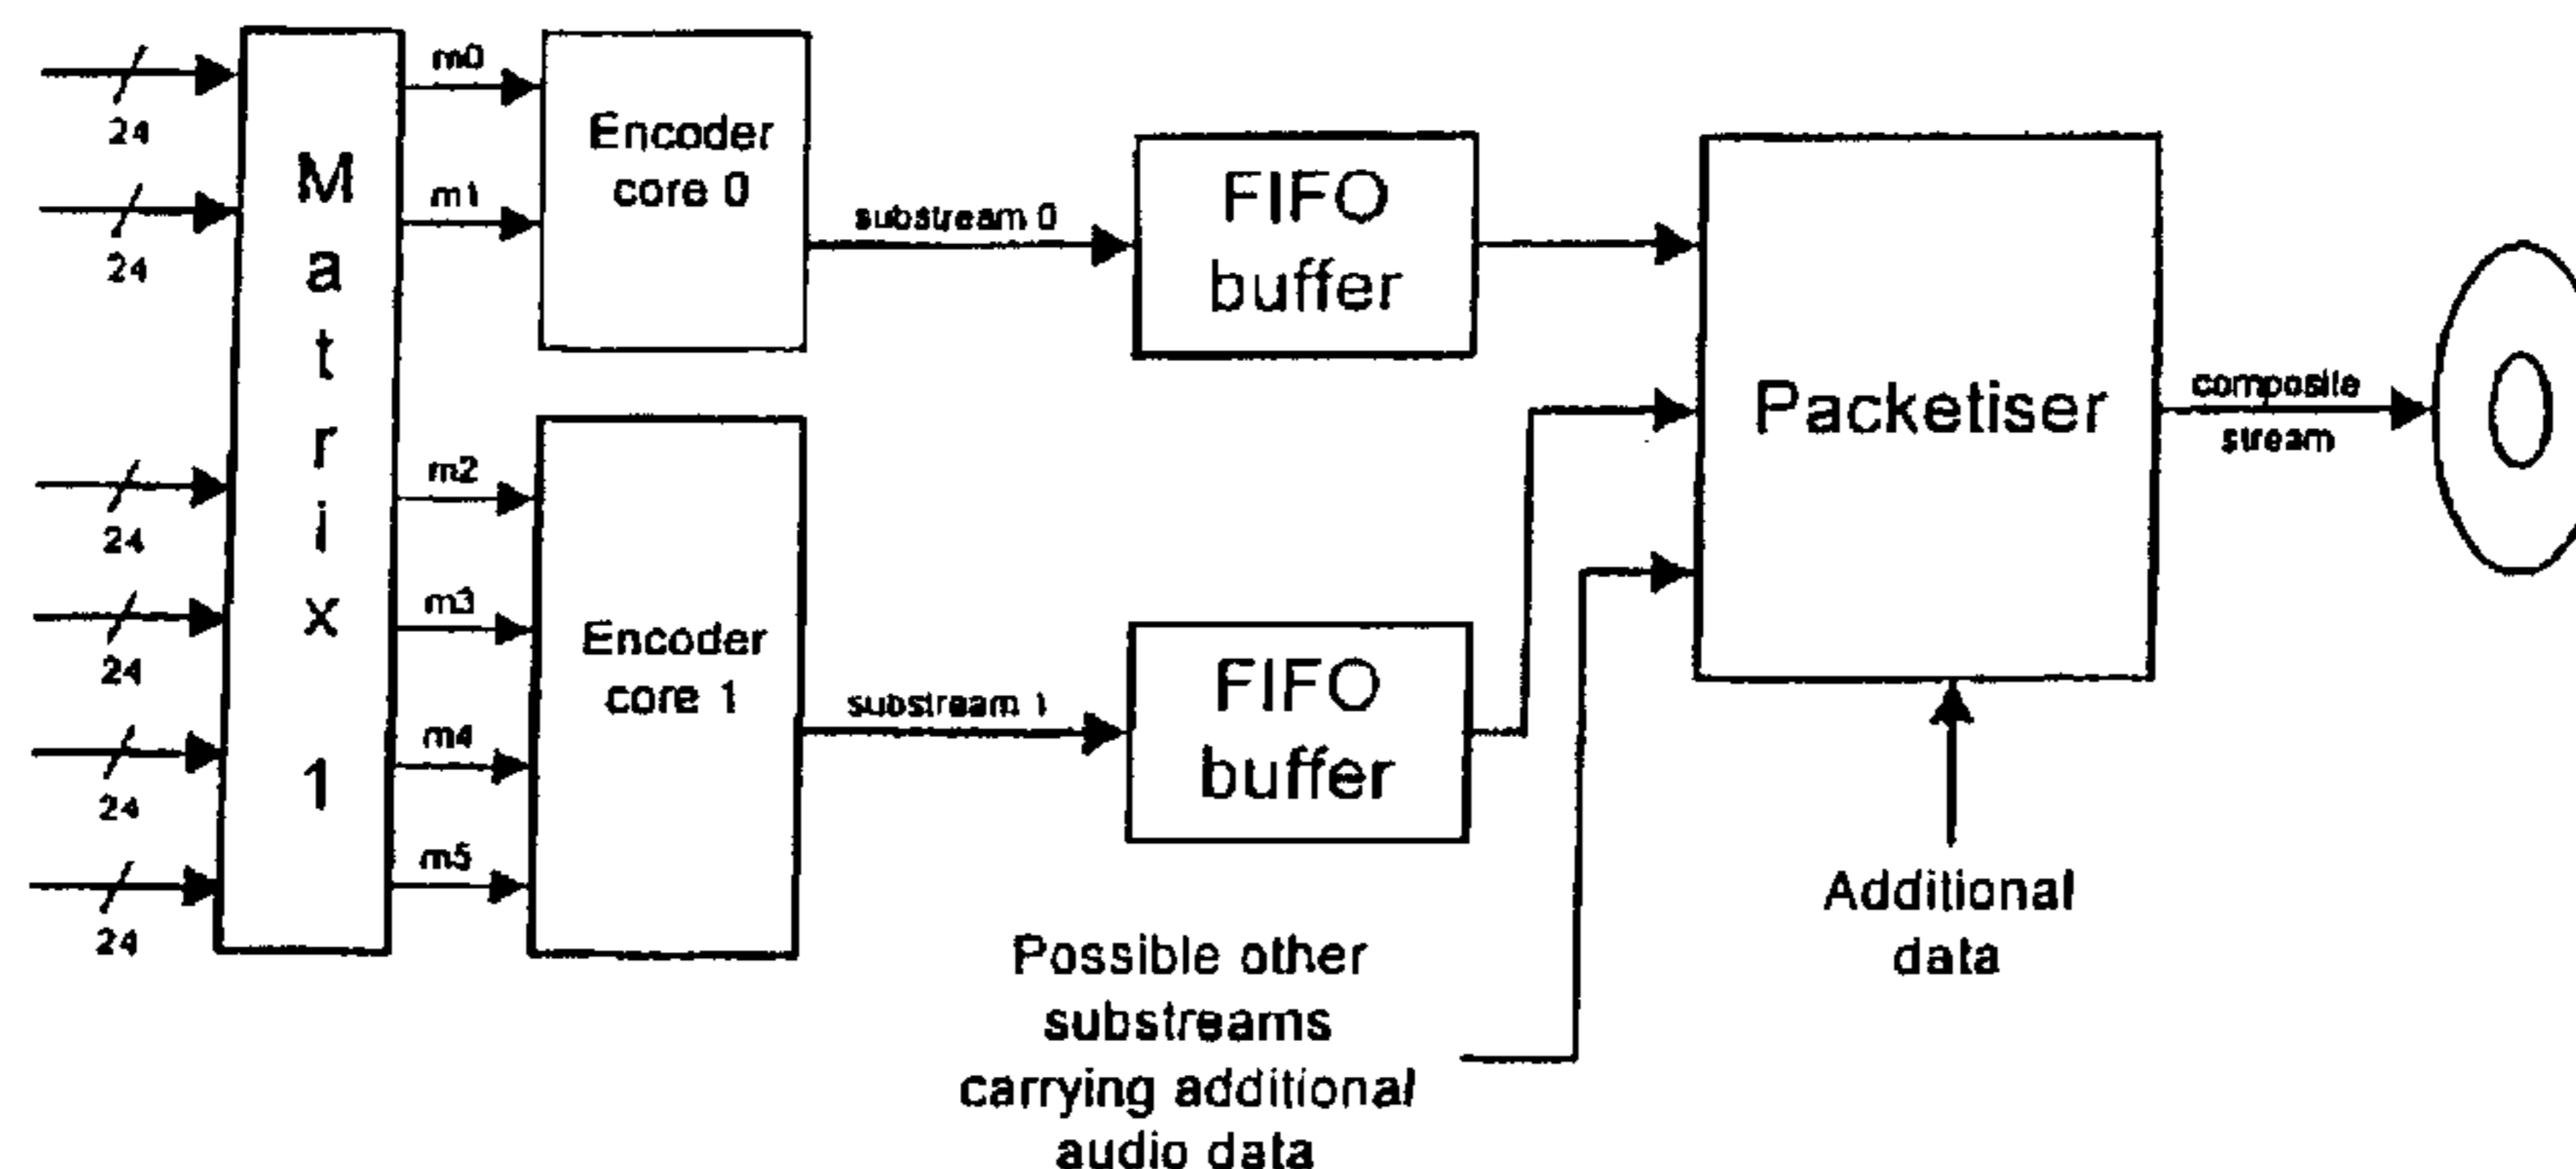 24
24
24
24
24
24
M
a
t
r
i
x
1
m0
m1
m2
m3
m4
m5
Encoder
core 0
Encoder
core 1
substream 0
substream 1
FIFO
buffer
FIFO
buffer
Possible other
substreams
carrying additional
audio data
Packetiser
Additional
data
composite
stream